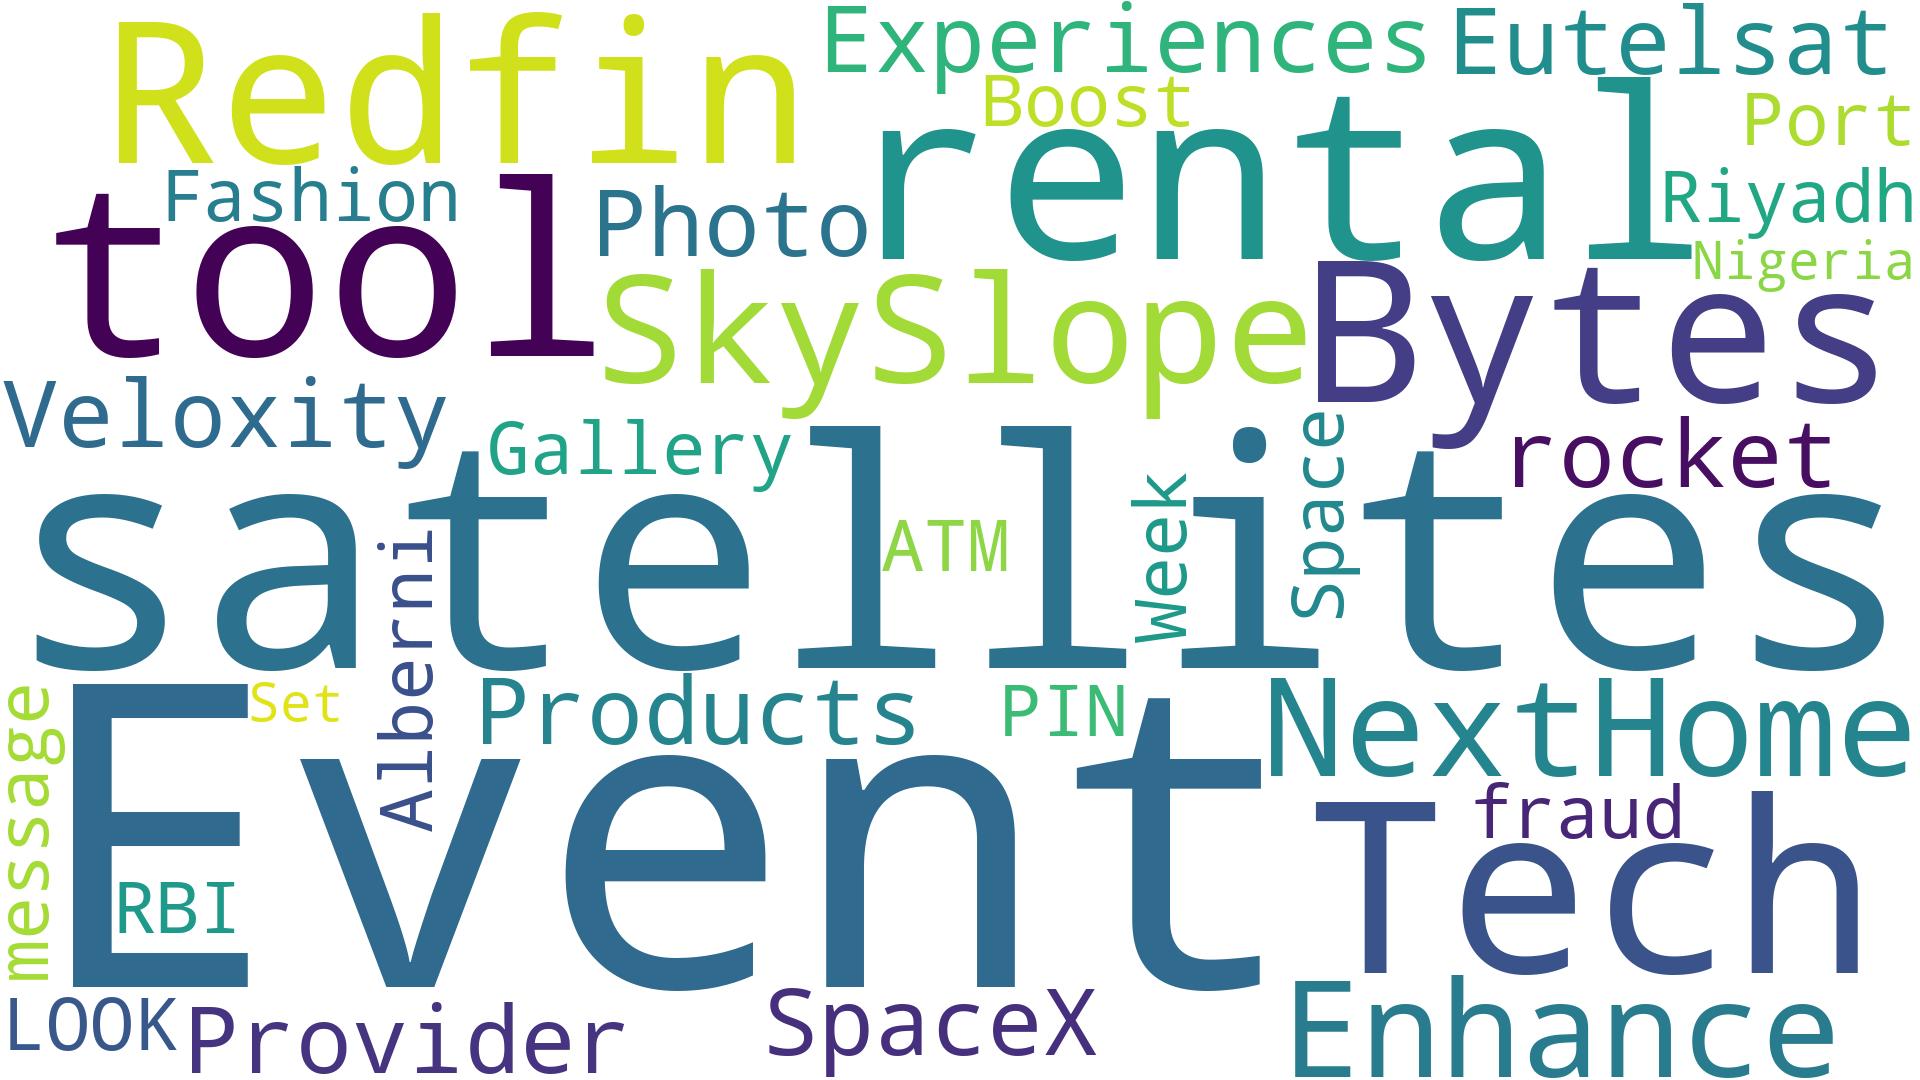 Redfin
Experiences
Eutelsat
Boost
Port
rental
Fashion
Photo
Riyadh
tool
Nigeria
SkySlope
Bytes
Veloxity
Gallery
Space
rocket
satellites
ATM
Week
Alberni
message
Set
Products
PIN
NextHome
Event
fraud
Tech
RBI
LOOK
Provider
SpaceX
Enhance